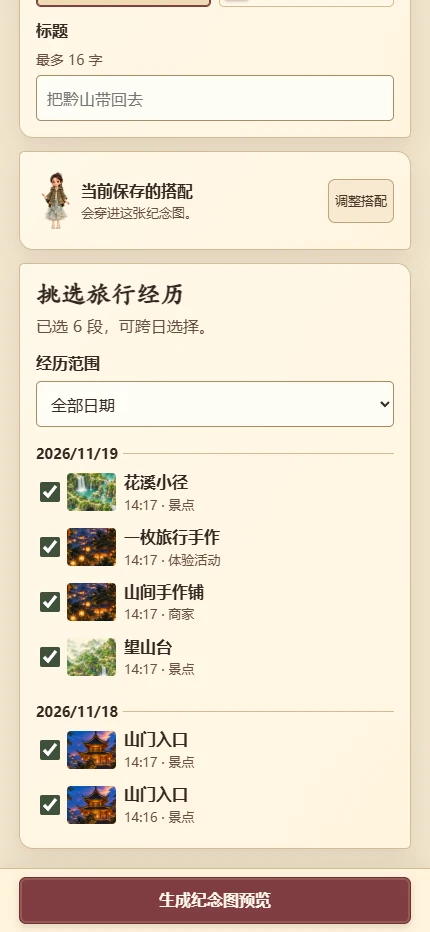 标题
最多 16 字
把黔山带回去
当前保存的搭配
会穿进这张纪念图。
调整搭配
挑选旅行经历
已选 6 段，可跨日选择。
经历范围
全部日期
2026/11/19
花溪小径
14:17 · 景点
一枚旅行手作
14:17 · 体验活动
山间手作铺
14:17 · 商家
望山台
14:17 · 景点
2026/11/18
山门入口
14:17 · 景点
山门入口
14:16 · 景点
生成纪念图预览